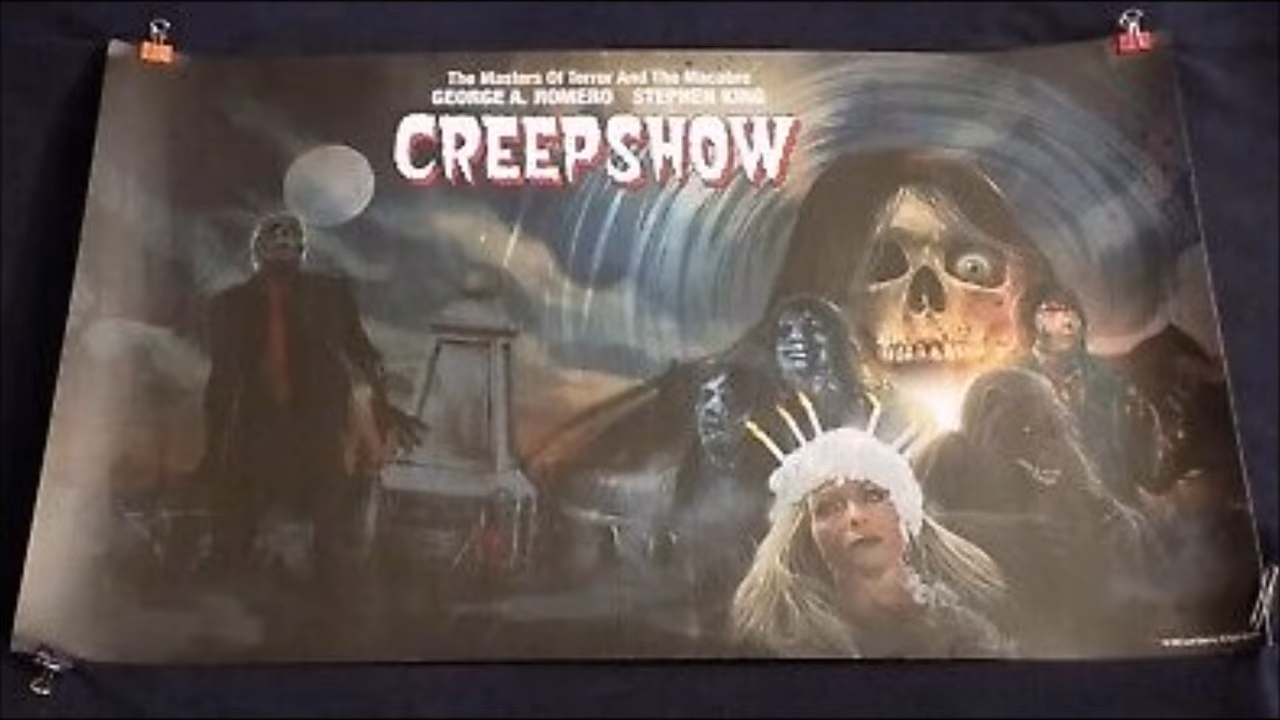 The Masters Of Terror And The Macabre
GEORGE A. ROMERO STEPHEN KING
CREEPSHOW